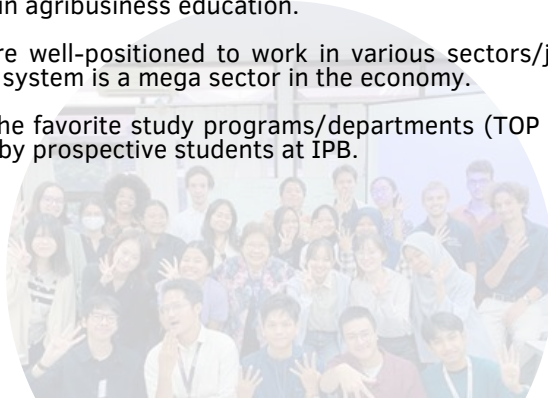 in agribusiness education.
re well-positioned to work in various sectors/j
system is a mega sector in the economy.
he favorite study programs/departments (TOP
by prospective students at IPB.